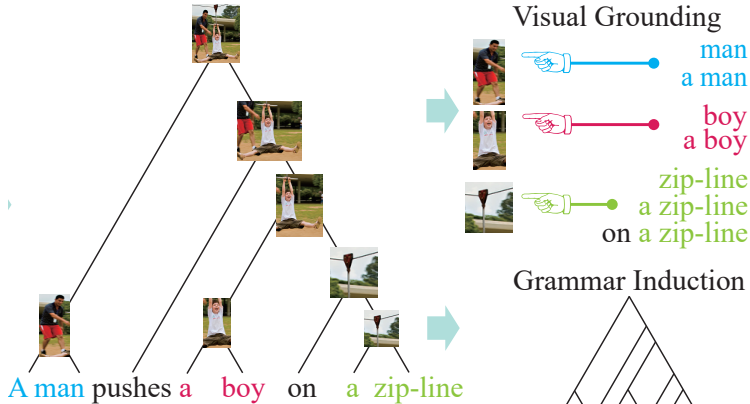 Visual Grounding
man
a man
boy
a boy
zip-line
a zip-line
on a zip-line
Grammar Induction
A man pushes a boy on a zip-line